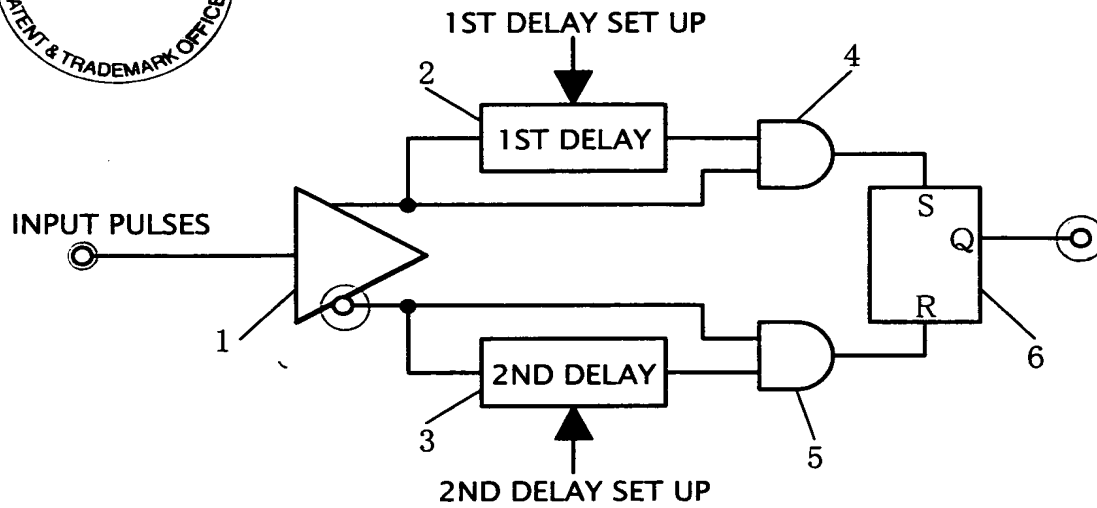 PATENT & TRADEMARK OFFICE
1ST DELAY SET UP
2
4
1ST DELAY
INPUT PULSES
S
Q
1
R
6
2ND DELAY
3
5
2ND DELAY SET UP